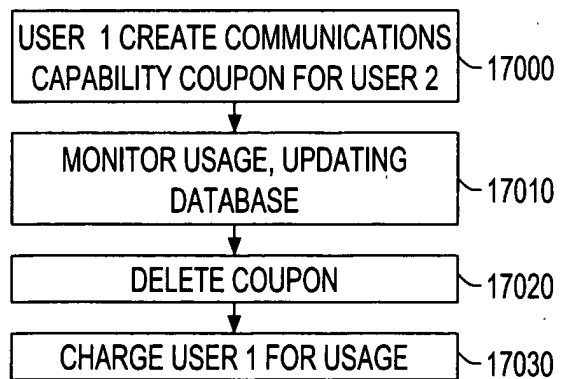 USER 1 CREATE COMMUNICATIONS
CAPABILITY COUPON FOR USER 2
17000
MONITOR USAGE, UPDATING
DATABASE
17010
DELETE COUPON
17020
CHARGE USER 1 FOR USAGE
17030